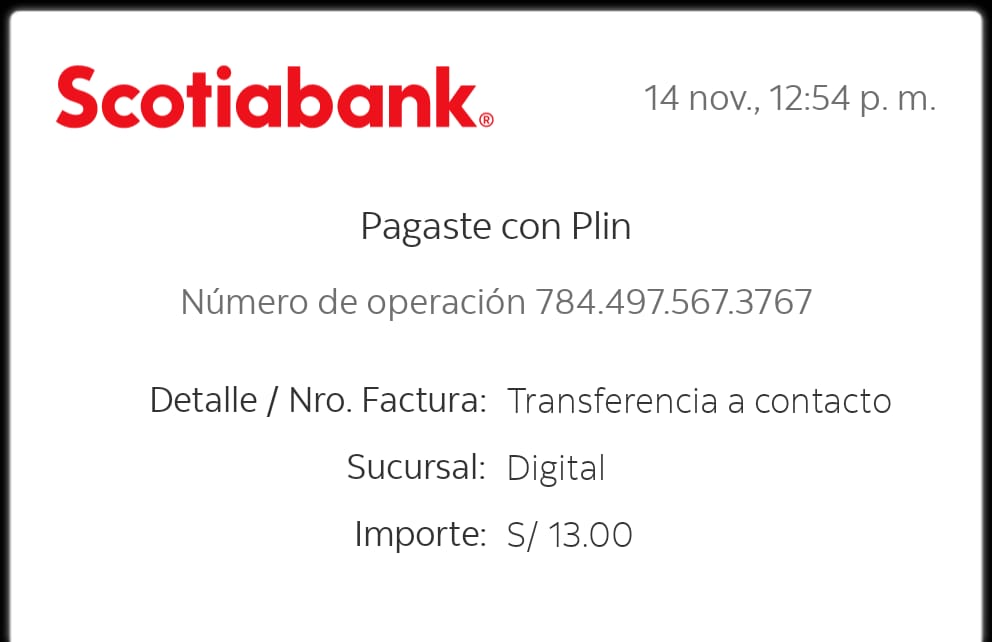 Scotiabank®
14 nov., 12:54 p. m.
Pagaste con Plin
Número de operación 784.497.567.3767
Detalle / Nro. Factura: Transferencia a contacto
Sucursal: Digital
Importe: S/ 13.00